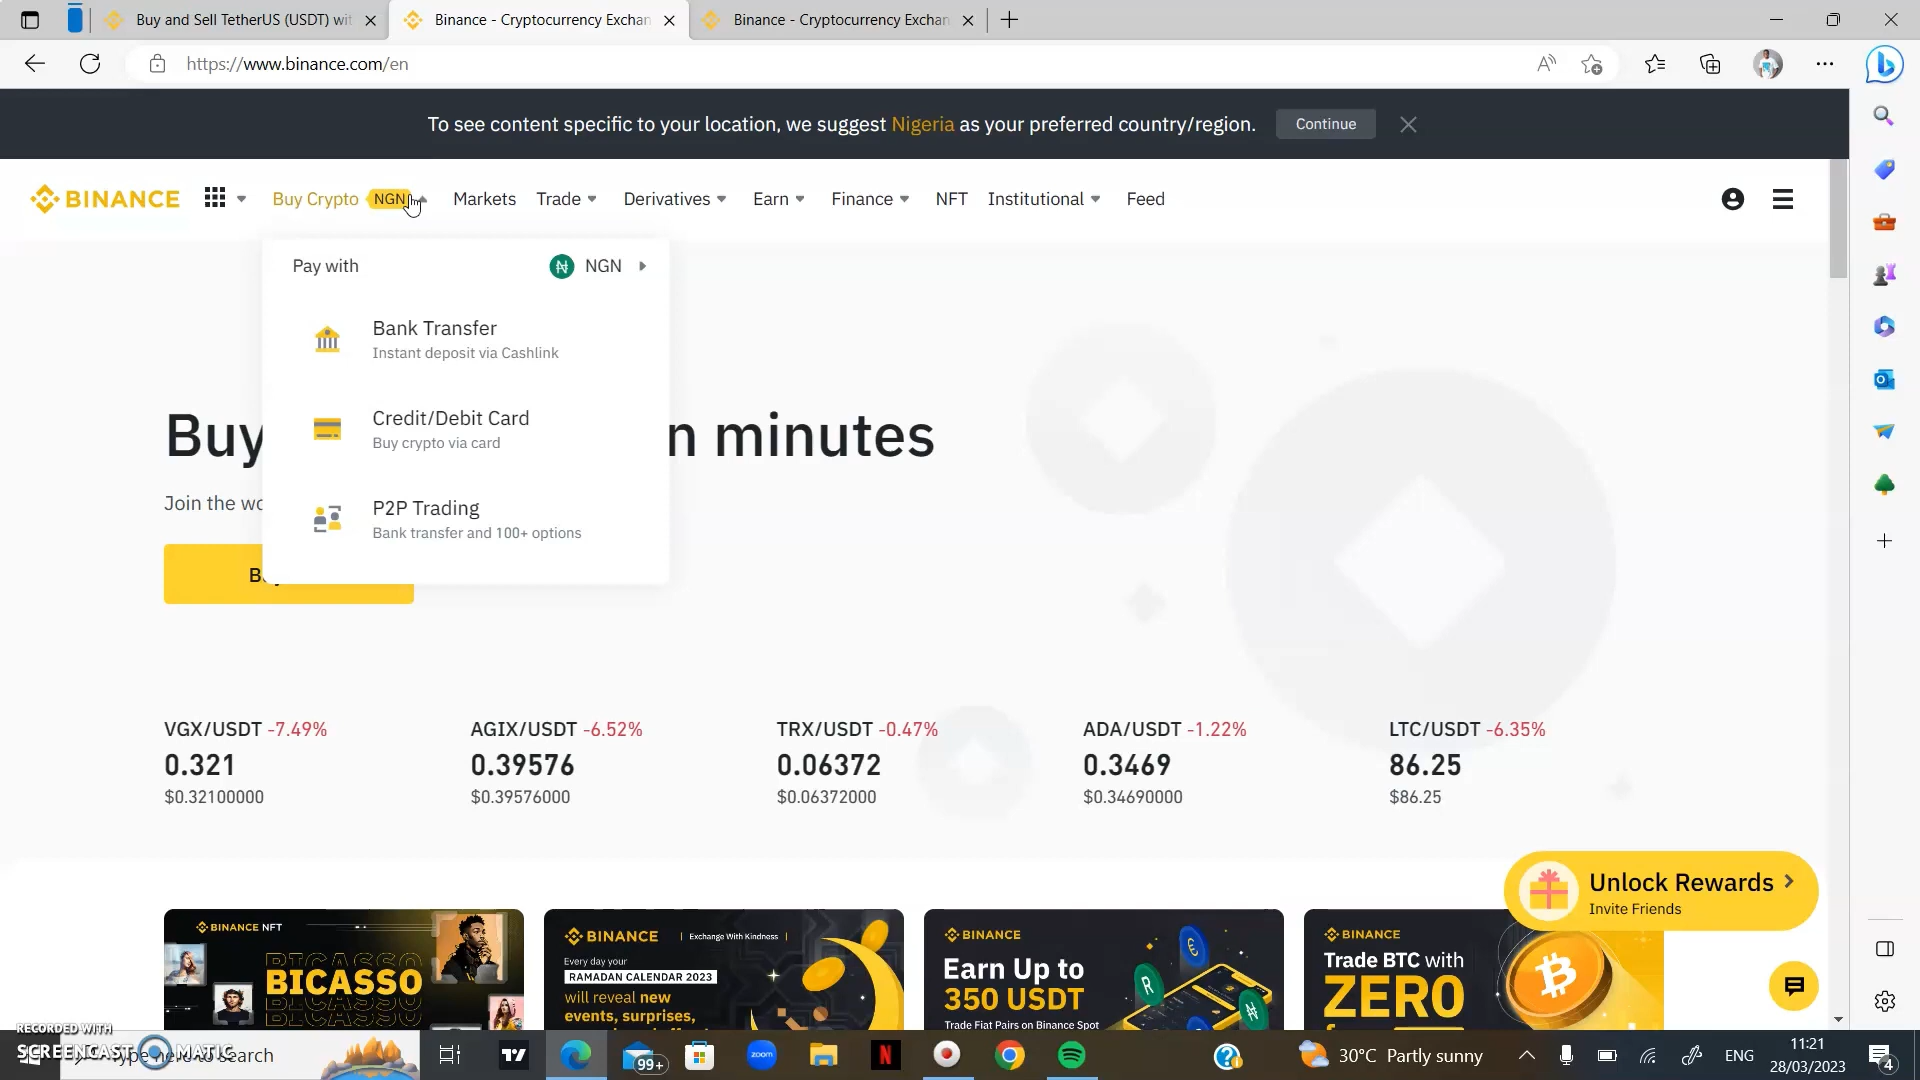 Buy and Sell TetherUS (USDT) wit
Binance - Cryptocurrency Exchan
Binance - Cryptocurrency Exchan
https://www.binance.com/en
To see content specific to your location, we suggest Nigeria as your preferred country/region.
Continue
BINANCE
Buy Crypto NGN
Markets
Trade
Derivatives
Earn
Finance
NFT
Institutional
Feed
Pay with
NGN
Bank Transfer
Instant deposit via Cashlink
Credit/Debit Card
Buy crypto via card
P2P Trading
Bank transfer and 100+ options
Buy n minutes
Join the wo
VGX/USDT -7.49%
0.321
$0.32100000
AGIX/USDT -6.52%
0.39576
$0.39576000
TRX/USDT -0.47%
0.06372
$0.06372000
ADA/USDT -1.22%
0.3469
$0.34690000
LTC/USDT -6.35%
86.25
$86.25
Unlock Rewards
Invite Friends
BINANCE NFT
BICASSO
BICASSO
BICASSO
BINANCE | Exchange With Kindness |
Every day your
RAMADAN CALENDAR 2023
will reveal new
events, surprises,
BINANCE
Earn Up to
350 USDT
Trade Fiat Pairs on Binance Spot
BINANCE
Trade BTC with
ZERO
RECORDED WITH
SCREENCAST MATIC
Type here to search
99+
zoom
30°C Partly sunny
ENG
11:21
28/03/2023
4